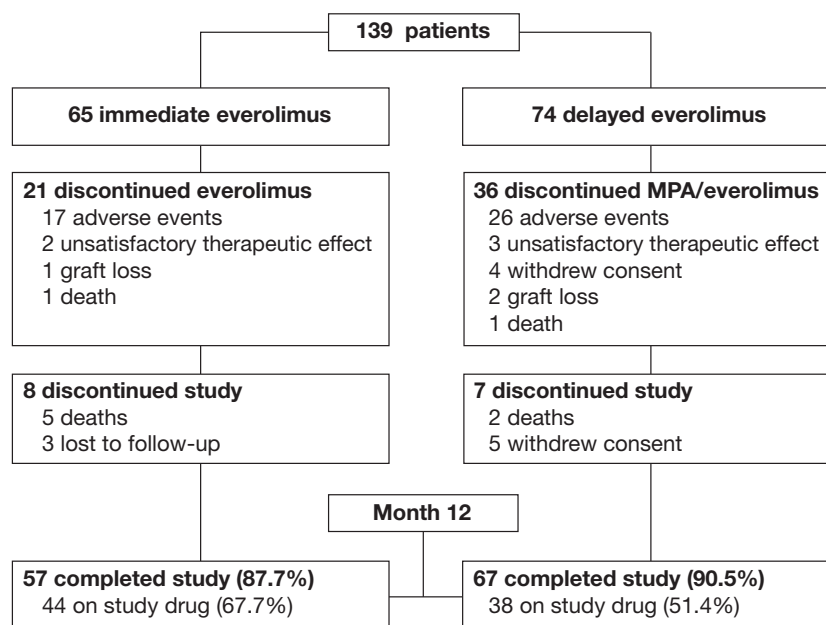 139 patients
65 immediate everolimus
74 delayed everolimus
21 discontinued everolimus
17 adverse events
2 unsatisfactory therapeutic effect
1 graft loss
1 death
36 discontinued MPA/everolimus
26 adverse events
3 unsatisfactory therapeutic effect
4 withdrew consent
2 graft loss
1 death
8 discontinued study
5 deaths
3 lost to follow-up
7 discontinued study
2 deaths
5 withdrew consent
Month 12
57 completed study (87.7%)
44 on study drug (67.7%)
67 completed study (90.5%)
38 on study drug (51.4%)